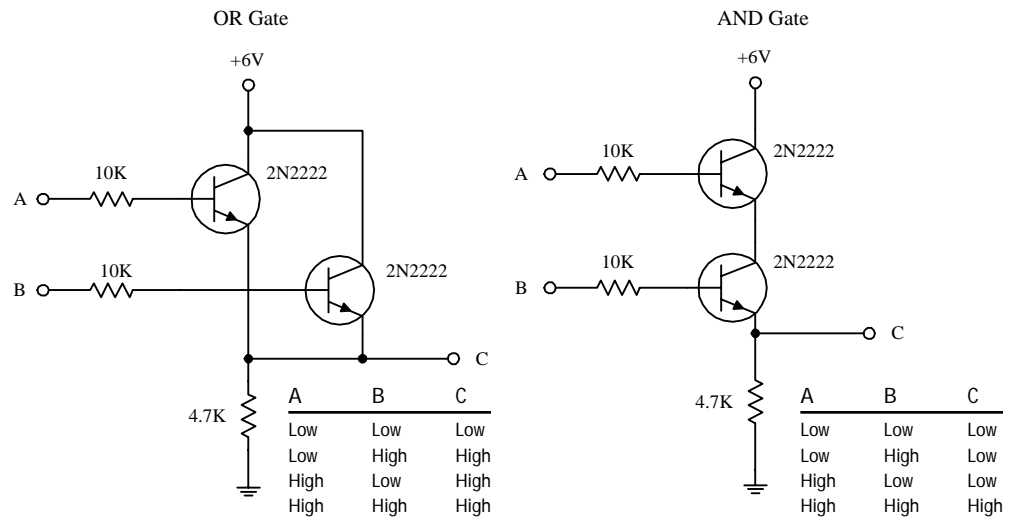 OR Gate
+6V
10K
2N2222
A
10K
2N2222
B
C
4.7K
A B C
Low Low Low
Low High High
High Low High
High High High
AND Gate
+6V
10K
2N2222
A
10K
2N2222
B
C
4.7K
A B C
Low Low Low
Low High Low
High Low Low
High High High